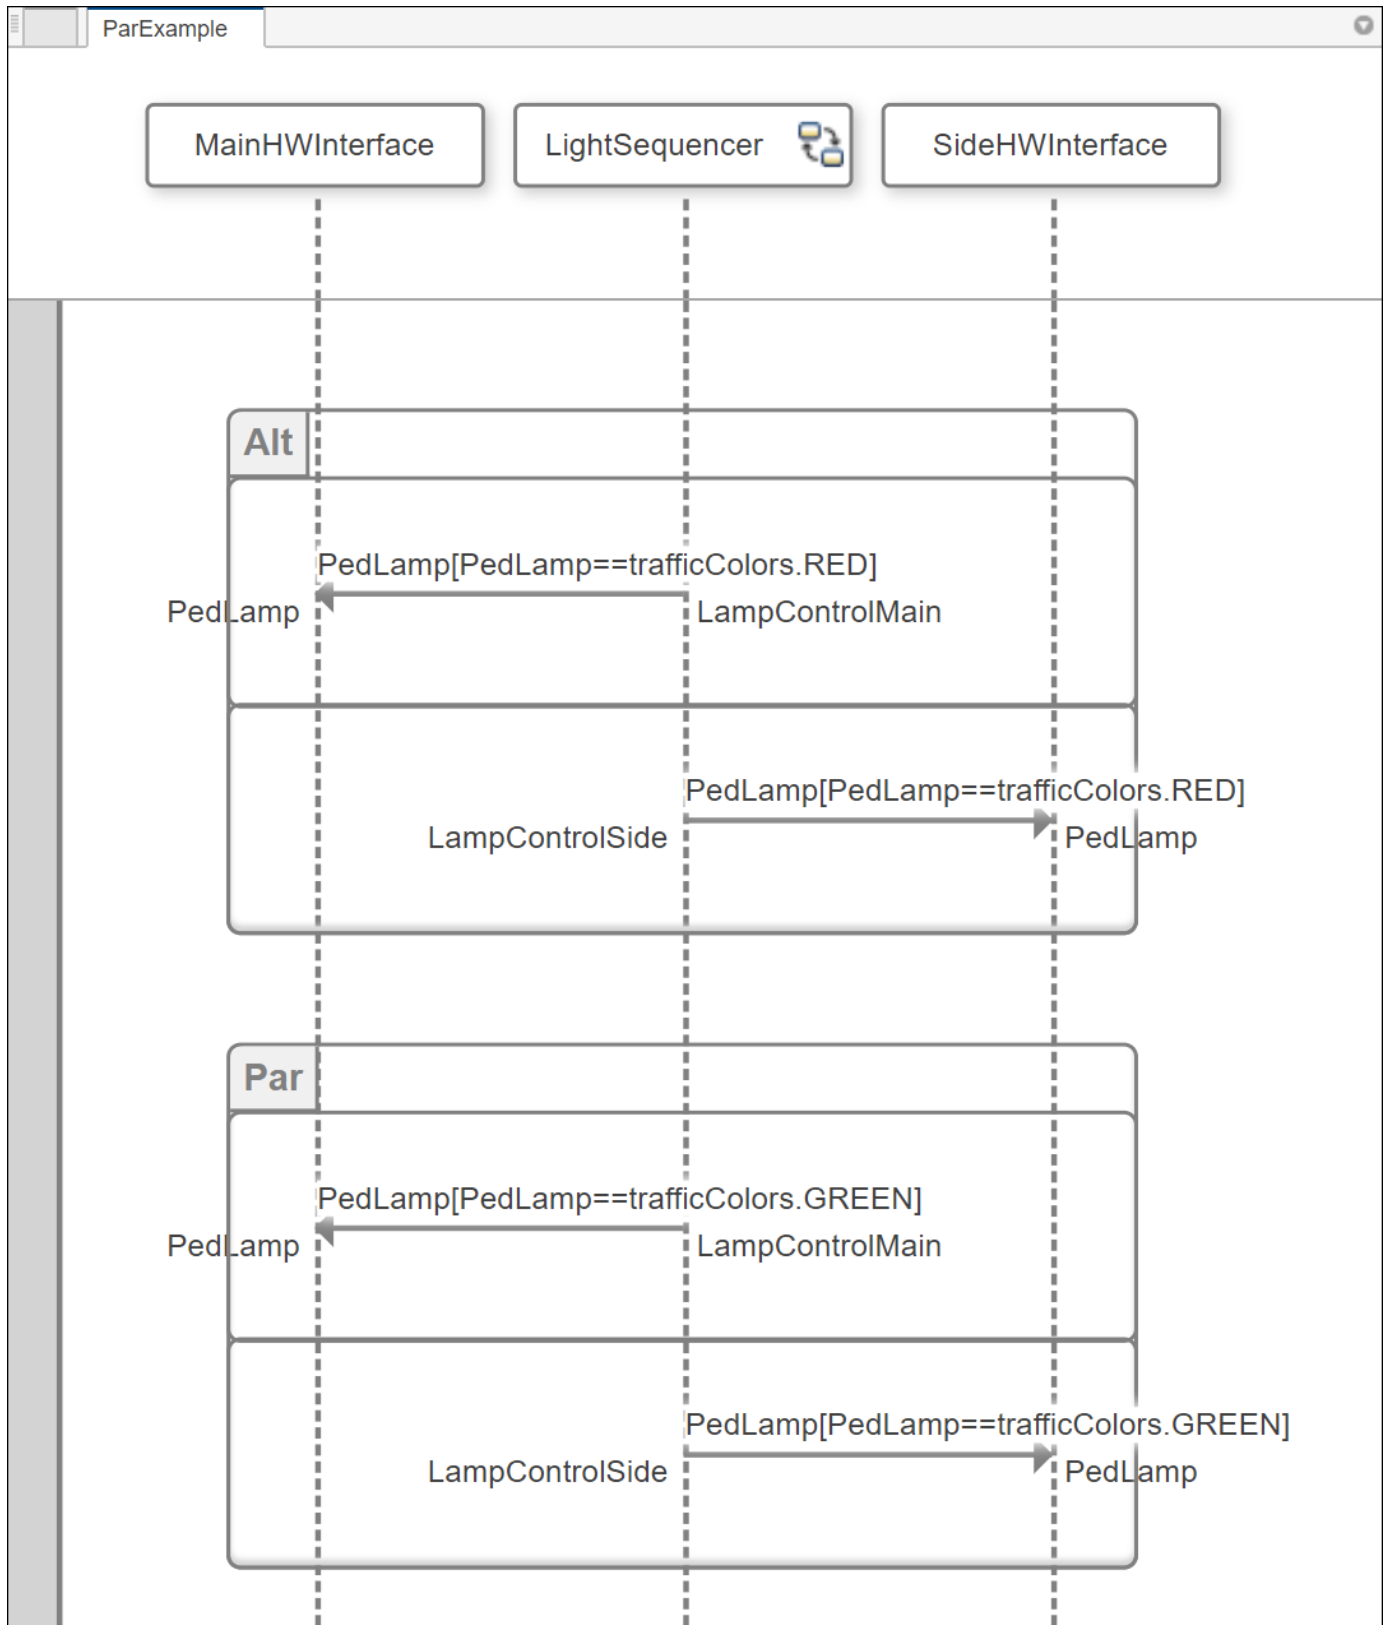 ParExample
MainHWInterface
LightSequencer
SideHWInterface
Alt
PedLamp[PedLamp==trafficColors.RED]
PedLamp
LampControlMain
PedLamp[PedLamp==trafficColors.RED]
LampControlSide
PedLamp
Par
PedLamp[PedLamp==trafficColors.GREEN]
PedLamp
LampControlMain
PedLamp[PedLamp==trafficColors.GREEN]
LampControlSide
PedLamp